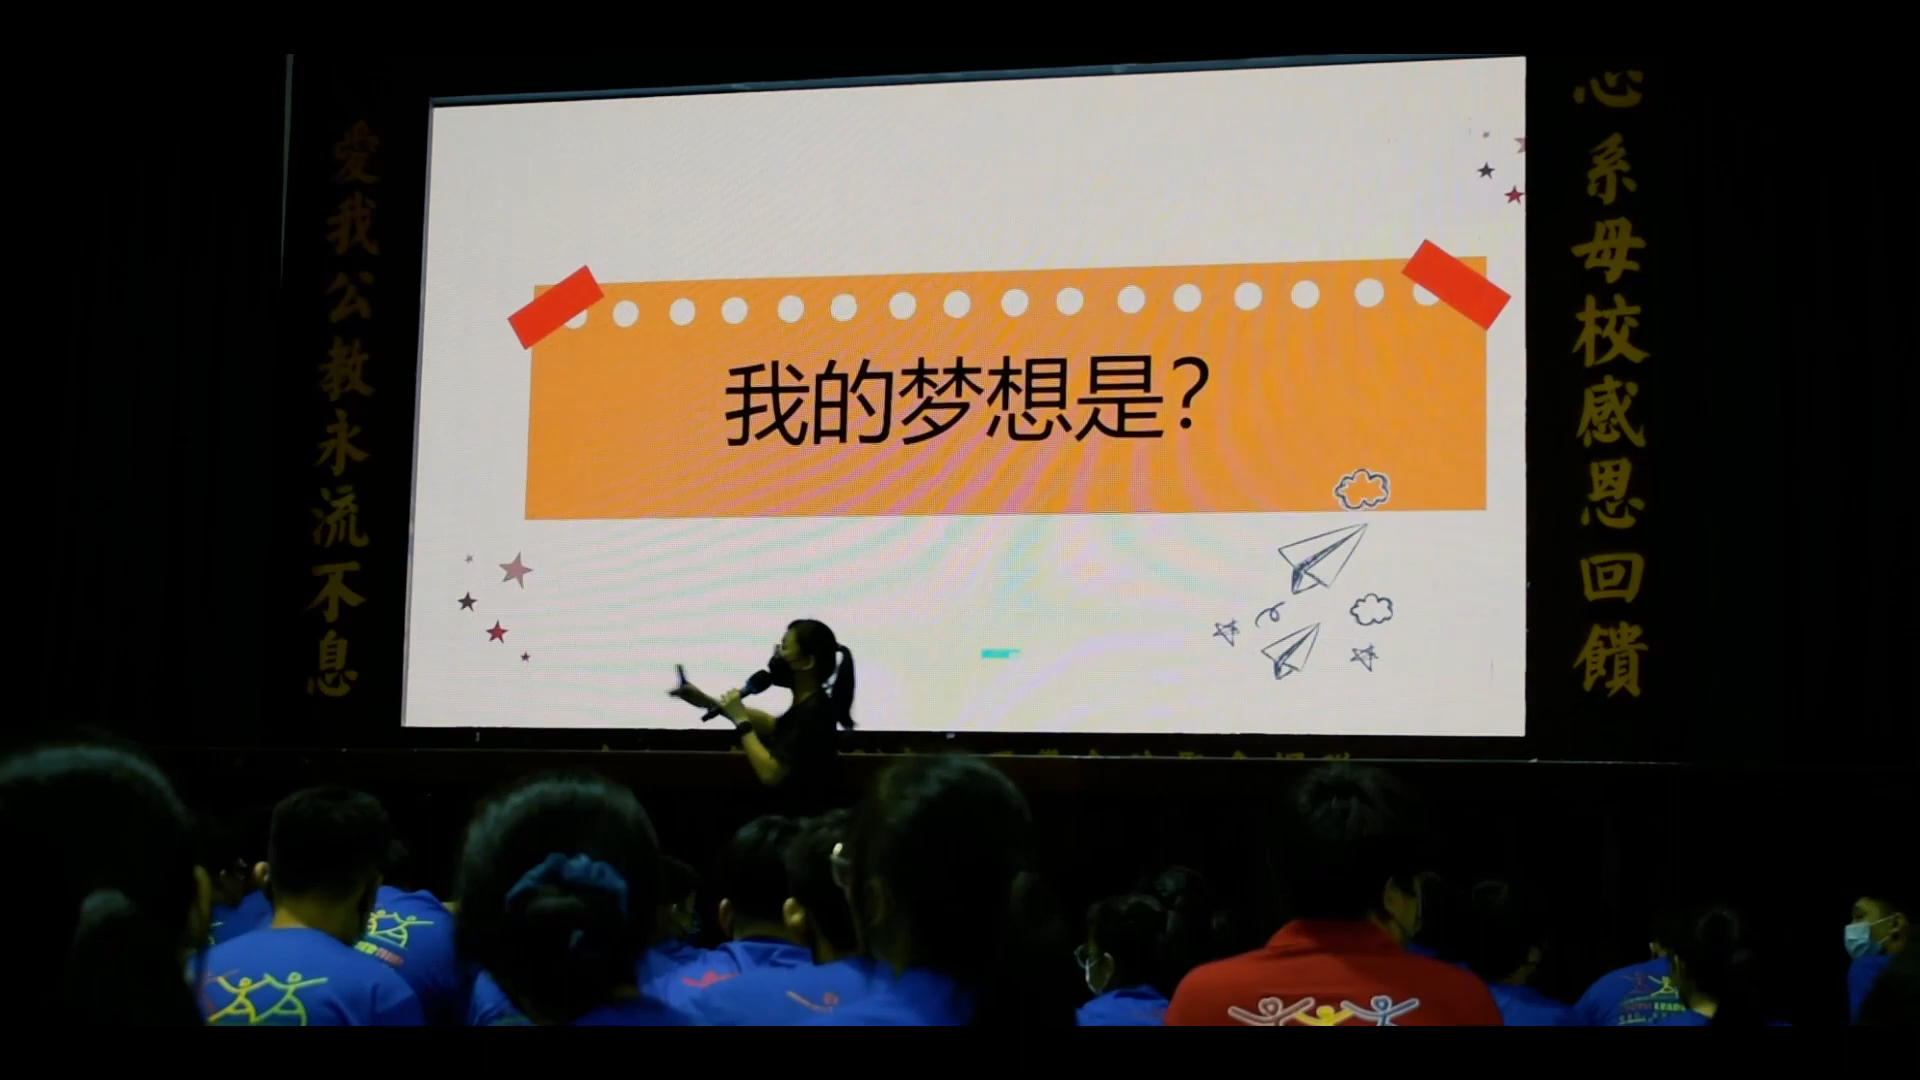 爱我公教永流不息
我的梦想是？
心系母校感恩回饋